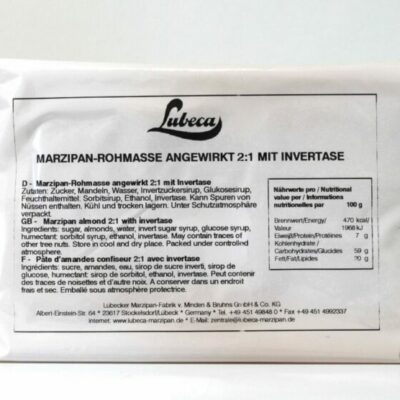 Lubeca
MARZIPAN-ROHMASSE ANGEWIRKT 2:1 MIT INVERTASE
D - Marzipan-Rohmasse angewirkt 2:1 mit Invertase
Zutaten: Zucker, Mandeln, Wasser, Invertzuckersirup, Glukosesirup,
Feuchthaltemittel: Sorbitsirup, Ethanol, Invertase. Kann Spuren von
Nüssen enthalten. Kühl und trocken lagern. Unter Schutzatmosphäre
verpackt.
GB - Marzipan almond 2:1 with invertase
Ingredients: sugar, almonds, water, invert sugar syrup, glucose syrup,
humectant: sorbitol syrup, ethanol, invertase. May contain traces of
other tree nuts. Store in cool and dry place. Packed under controlled
atmosphere.
F - Pâte d'amandes confiseur 2:1 avec invertase
Ingrédients: sucre, amandes, eau, sirop de sucre inverti, sirop de
glucose, humectant: sirop de sorbitol, éthanol, invertase. Peut contenir
des traces de noisettes et d'autre noix. A conserver dans un endroit
frais et sec. Emballé sous atmosphère protectrice.
Nährwerte pro / Nutritional
value per / Informations
nutritionelles par 100 g
Brennwert/Energy/ 470 kcal/
Valeur 1968 kJ
Eiweiß/Protein/Protéines 7 g
Kohlenhydrate /
Carbohydrates/Glucides 59 g
Fett/Fat/Lipides 20 g
Lubecker Marzipan-Fabrik v. Minden & Bruhns GmbH & Co. KG
Albert-Einstein-Str. 64 * 23617 Stockelsdorf/Lübeck * Germany * Tel. +49 451 49848 0 * Fax +49 451 4992337
internet: www.lubeca-marzipan.de * E-Mail: zentrale@lubeca-marzipan.de